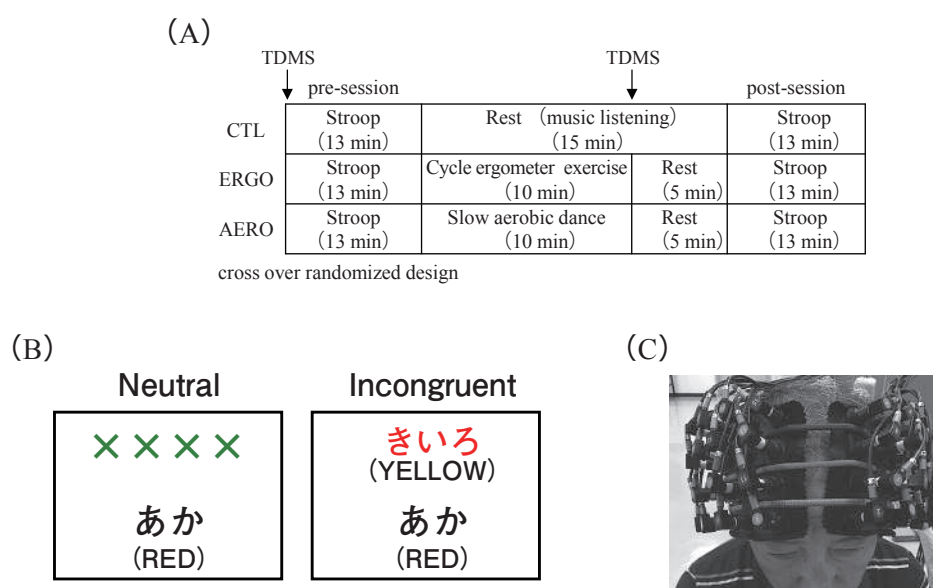 (A)
TDMS TDMS
pre-session post-session
CTL Stroop Rest (music listening) Stroop
(13 min) (15 min) (13 min)
ERGO Stroop Cycle ergometer exercise Rest Stroop
(13 min) (10 min) (5 min) (13 min)
AERO Stroop Slow aerobic dance Rest Stroop
(13 min) (10 min) (5 min) (13 min)
cross over randomized design
(B) (C)
Neutral Incongruent
×××× きいろ
(YELLOW)
あか あか
(RED) (RED)